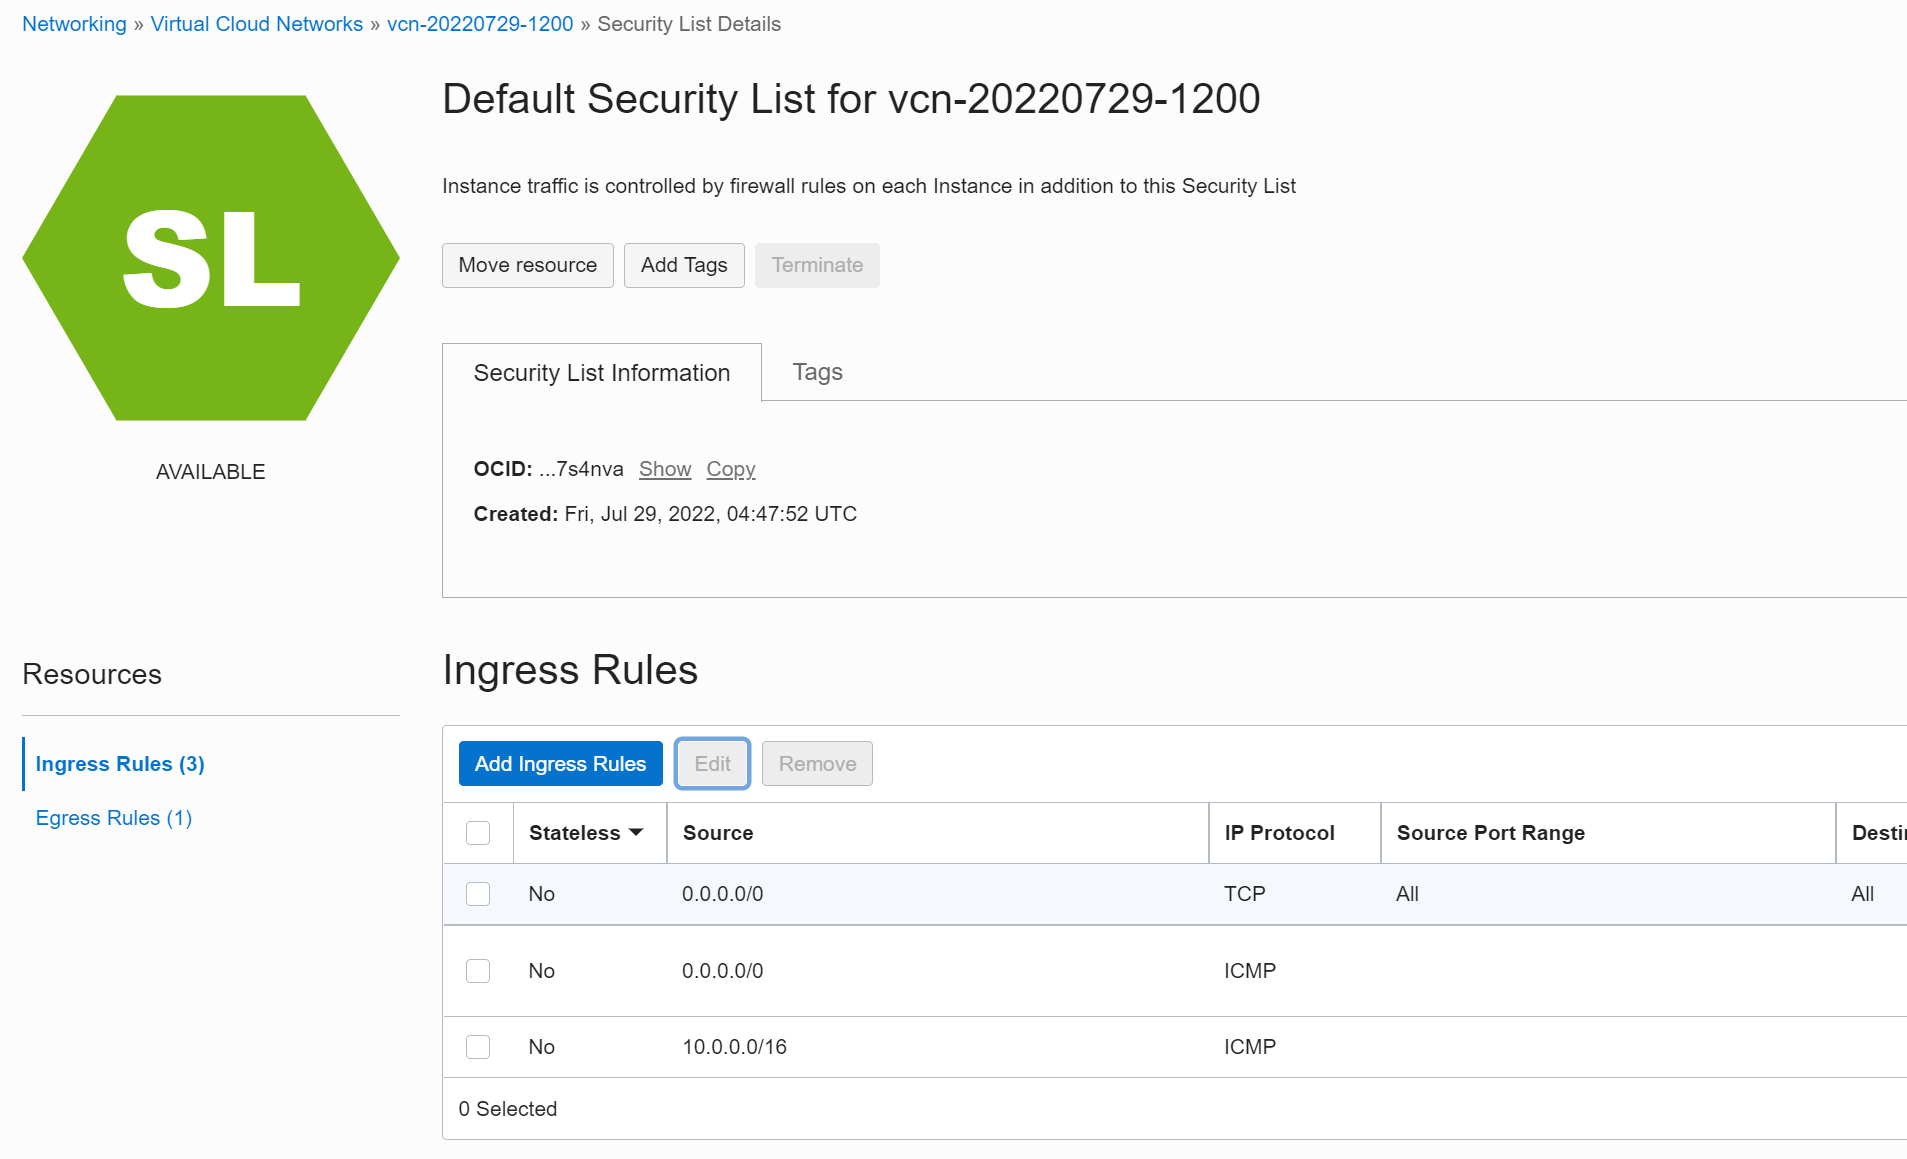 Networking » Virtual Cloud Networks » vcn-20220729-1200 » Security List Details
SL
AVAILABLE
Default Security List for vcn-20220729-1200
Instance traffic is controlled by firewall rules on each Instance in addition to this Security List
Move resource Add Tags Terminate
Security List Information Tags
OCID: ...7s4nva Show Copy
Created: Fri, Jul 29, 2022, 04:47:52 UTC
Resources
Ingress Rules (3)
Egress Rules (1)
Ingress Rules
Add Ingress Rules Edit Remove
Stateless Source IP Protocol Source Port Range
No 0.0.0.0/0 TCP All All
No 0.0.0.0/0 ICMP
No 10.0.0.0/16 ICMP
0 Selected